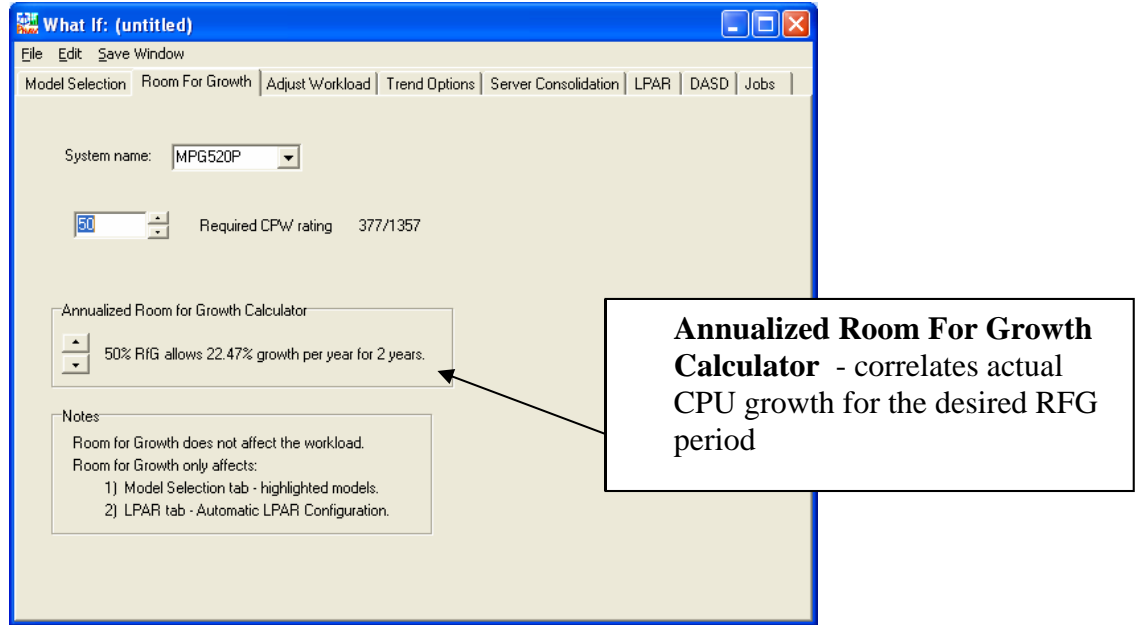 What If: (untitled)
File Edit Save Window
Model Selection Room For Growth Adjust Workload Trend Options Server Consolidation LPAR DASD Jobs
System name: MPG520P
50 Required CPW rating 377/1357
Annualized Room for Growth Calculator
50% RfG allows 22.47% growth per year for 2 years.
Annualized Room For Growth
Calculator - correlates actual
CPU growth for the desired RFG
period
Notes
Room for Growth does not affect the workload.
Room for Growth only affects:
1) Model Selection tab - highlighted models.
2) LPAR tab - Automatic LPAR Configuration.